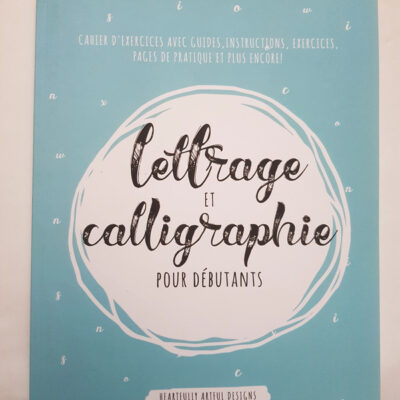 CAHIER D'EXERCICES AVEC GUIDES, INSTRUCTIONS, EXERCICES,
PAGES DE PRATIQUE ET PLUS ENCORE!
lettrage
ET
calligraphie
POUR DÉBUTANTS
HEARTFULLY ARTFUL DESIGNS